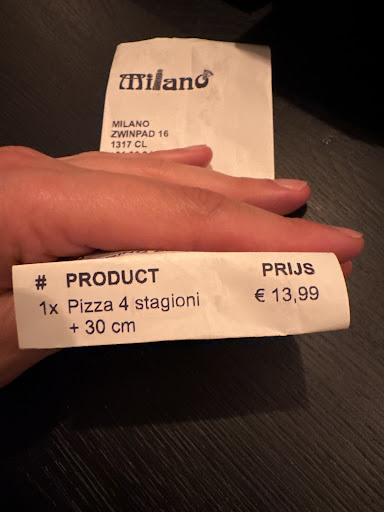 Milano
MILANO
ZWINPAD 16
1317 CL
# PRODUCT PRIJS
1x Pizza 4 stagioni € 13,99
+ 30 cm